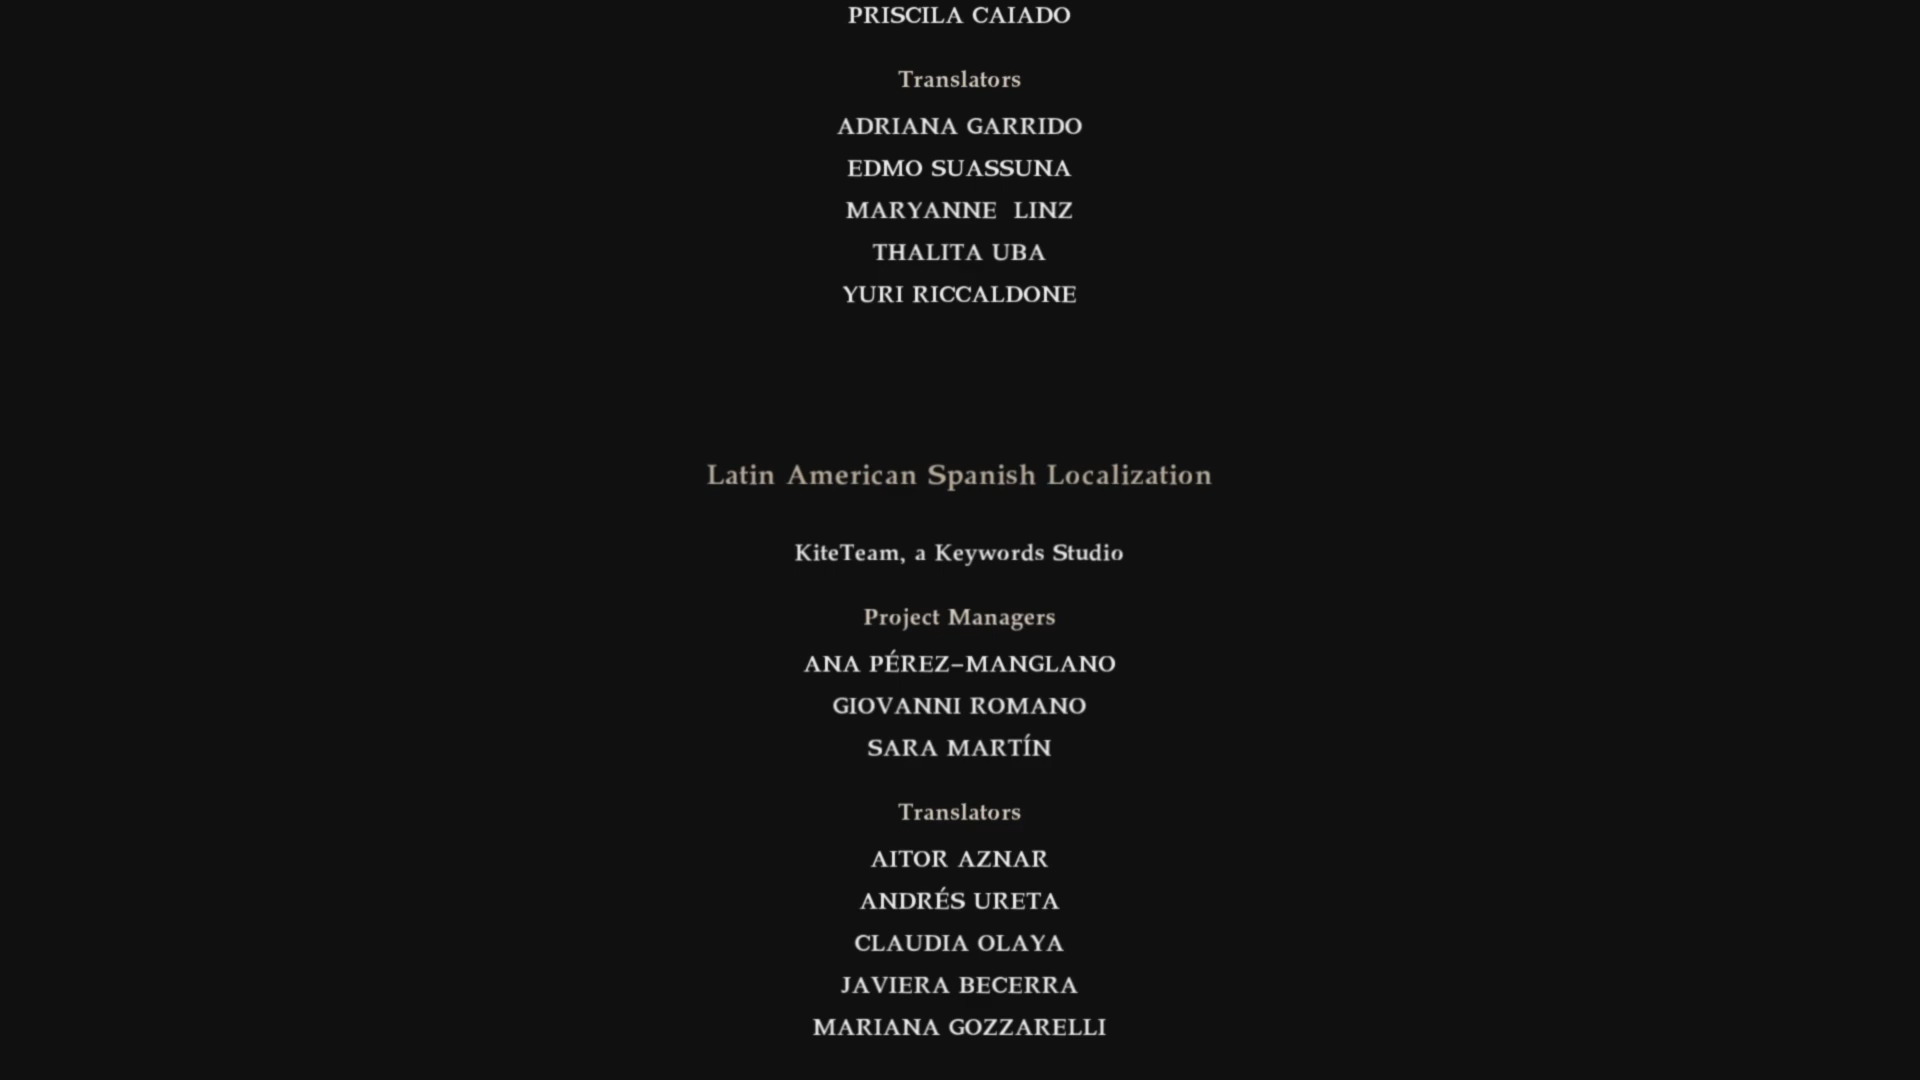 PRISCILA CAIADO
Translators
ADRIANA GARRIDO
EDMO SUASSUNA
MARYANNE  LINZ
THALITA UBA
YURI RICCALDONE
Latin American Spanish Localization
KiteTeam, a Keywords Studio
Project Managers
ANA PÉREZ–MANGLANO
GIOVANNI ROMANO
SARA MARTÍN
Translators
AITOR AZNAR
ANDRÉS URETA
CLAUDIA OLAYA
JAVIERA BECERRA
MARIANA GOZZARELLI